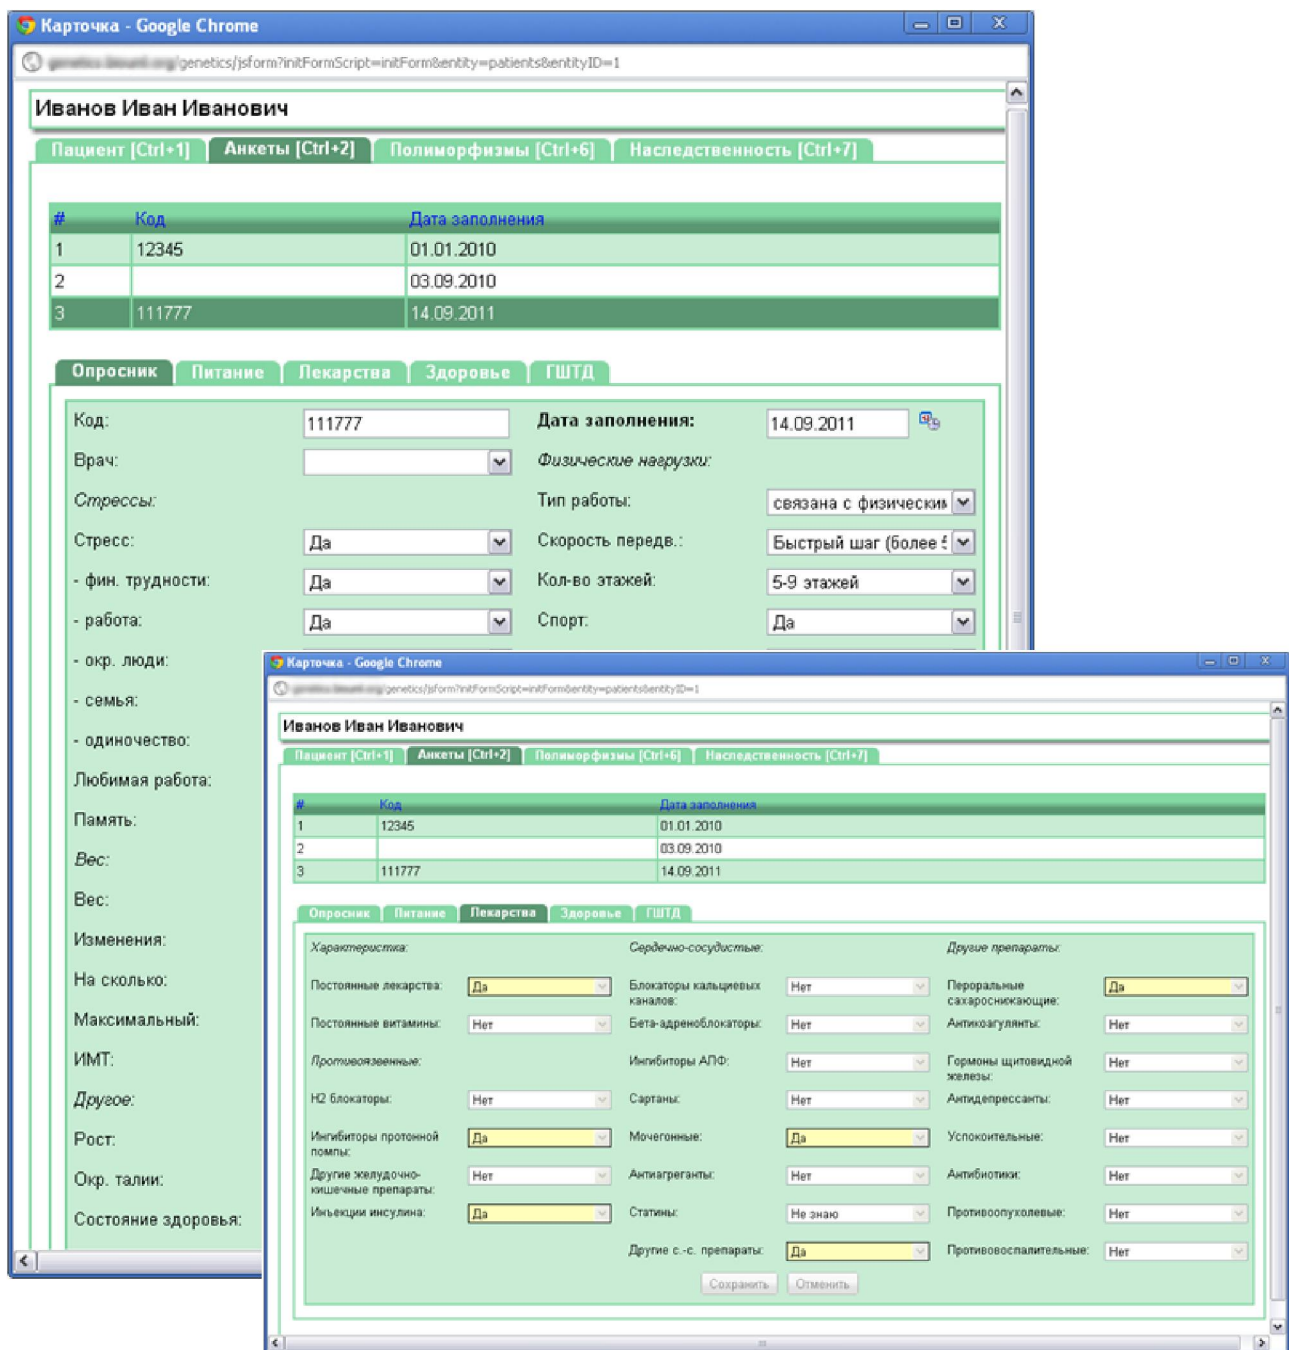 Карточка - Google Chrome
/genetics/jsform?initFormScript=initForm&entity=patients&entityID=1
Иванов Иван Иванович
Пациент [Ctrl+1] Анкеты [Ctrl+2] Полиморфизмы [Ctrl+6] Наследственность [Ctrl+7]
# Код Дата заполнения
1 12345 01.01.2010
2 03.09.2010
3 111777 14.09.2011
Опросник Питание Лекарства Здоровье ГШТД
Код: 111777 Дата заполнения: 14.09.2011
Врач: Физические нагрузки:
Стрессы: Тип работы: связана с физическим
Стресс: Да Скорость передв.: Быстрый шаг (более 5
- фин. трудности: Да Кол-во этажей: 5-9 этажей
- работа: Да Спорт: Да
- окр. люди:
- семья:
- одиночество:
Любимая работа:
Память:
Вес:
Вес:
Изменения:
На сколько:
Максимальный:
ИМТ:
Другое:
Рост:
Окр. талии:
Состояние здоровья:
Карточка - Google Chrome
/genetics/jsform?initFormScript=initForm&entity=patients&entityID=1
Иванов Иван Иванович
Пациент [Ctrl+1] Анкеты [Ctrl+2] Полиморфизмы [Ctrl+6] Наследственность [Ctrl+7]
# Код Дата заполнения
1 12345 01.01.2010
2 03.09.2010
3 111777 14.09.2011
Опросник Питание Лекарства Здоровье ГШТД
Характеристика: Сердечно-сосудистые: Другие препараты:
Постоянные лекарства: Да Блокаторы кальциевых Нет Пероральные Да
каналов: сахароснижающие:
Постоянные витамины: Нет Бета-адреноблокаторы: Нет Антикоагулянты: Нет
Противоязвенные: Ингибиторы АПФ: Нет Гормоны щитовидной Нет
железы:
H2 блокаторы: Нет Сартаны: Нет Антидепрессанты: Нет
Ингибиторы протонной Да Мочегонные: Да Успокоительные: Нет
помпы:
Другие желудочно- Нет Антиагреганты: Нет Антибиотики: Нет
кишечные препараты:
Инъекции инсулина: Да Статины: Не знаю Противоопухолевые: Нет
Другие с.-с. препараты: Да Противовоспалительные: Нет
Сохранить Отменить